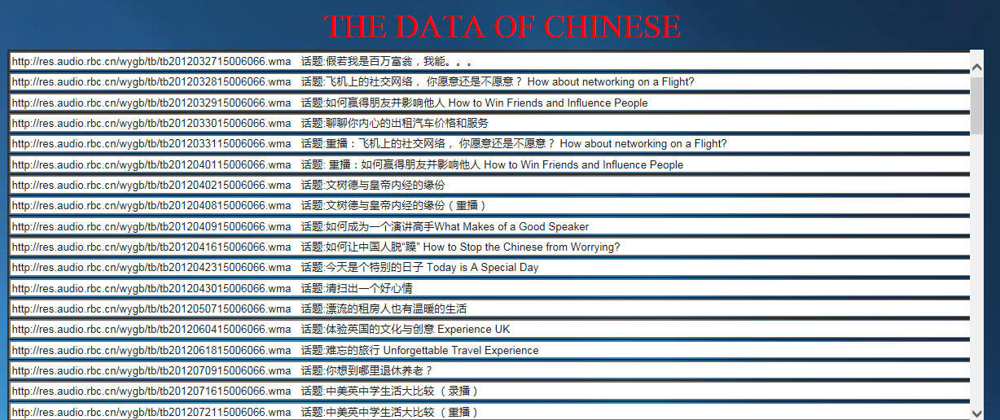 THE DATA OF CHINESE
http://res.audio.rbc.cn/wygb/tb/tb2012032715006066.wma 话题:假若我是百万富翁，我能。。。
http://res.audio.rbc.cn/wygb/tb/tb2012032815006066.wma 话题:飞机上的社交网络， 你愿意还是不愿意？ How about networking on a Flight?
http://res.audio.rbc.cn/wygb/tb/tb2012032915006066.wma 话题:如何赢得朋友并影响他人 How to Win Friends and Influence People
http://res.audio.rbc.cn/wygb/tb/tb2012033015006066.wma 话题:聊聊你内心的出租汽车价格和服务
http://res.audio.rbc.cn/wygb/tb/tb2012033115006066.wma 话题:重播：飞机上的社交网络， 你愿意还是不愿意？ How about networking on a Flight?
http://res.audio.rbc.cn/wygb/tb/tb2012040115006066.wma 话题: 重播：如何赢得朋友并影响他人 How to Win Friends and Influence People
http://res.audio.rbc.cn/wygb/tb/tb2012040215006066.wma 话题:文树德与皇帝内经的缘份
http://res.audio.rbc.cn/wygb/tb/tb2012040815006066.wma 话题:文树德与皇帝内经的缘份（重播）
http://res.audio.rbc.cn/wygb/tb/tb2012040915006066.wma 话题:如何成为一个演讲高手What Makes of a Good Speaker
http://res.audio.rbc.cn/wygb/tb/tb2012041615006066.wma 话题:如何让中国人脱“躁” How to Stop the Chinese from Worrying?
http://res.audio.rbc.cn/wygb/tb/tb2012042315006066.wma 话题:今天是个特别的日子 Today is A Special Day
http://res.audio.rbc.cn/wygb/tb/tb2012043015006066.wma 话题:清扫出一个好心情
http://res.audio.rbc.cn/wygb/tb/tb2012050715006066.wma 话题:漂流的租房人也有温暖的生活
http://res.audio.rbc.cn/wygb/tb/tb2012060415006066.wma 话题:体验英国的文化与创意 Experience UK
http://res.audio.rbc.cn/wygb/tb/tb2012061815006066.wma 话题:难忘的旅行 Unforgettable Travel Experience
http://res.audio.rbc.cn/wygb/tb/tb2012070915006066.wma 话题:你想到哪里退休养老？
http://res.audio.rbc.cn/wygb/tb/tb2012071615006066.wma 话题:中美英中学生活大比较 （录播）
http://res.audio.rbc.cn/wygb/tb/tb2012072115006066.wma 话题:中美英中学生活大比较 （重播）